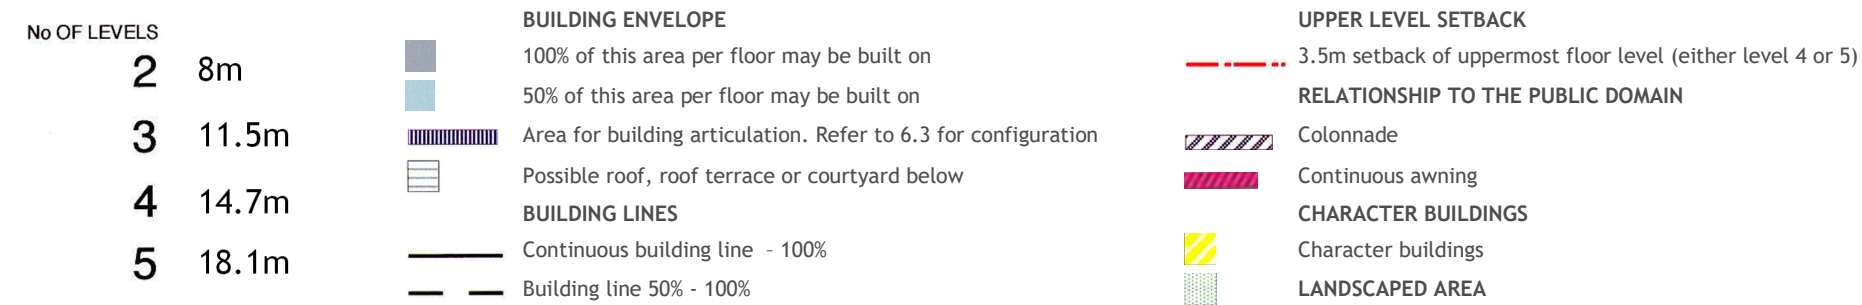 No OF LEVELS
2 8m
3 11.5m
4 14.7m
5 18.1m
BUILDING ENVELOPE
100% of this area per floor may be built on
50% of this area per floor may be built on
Area for building articulation. Refer to 6.3 for configuration
Possible roof, roof terrace or courtyard below
BUILDING LINES
Continuous building line – 100%
Building line 50% - 100%
UPPER LEVEL SETBACK
3.5m setback of uppermost floor level (either level 4 or 5)
RELATIONSHIP TO THE PUBLIC DOMAIN
Colonnade
Continuous awning
CHARACTER BUILDINGS
Character buildings
LANDSCAPED AREA